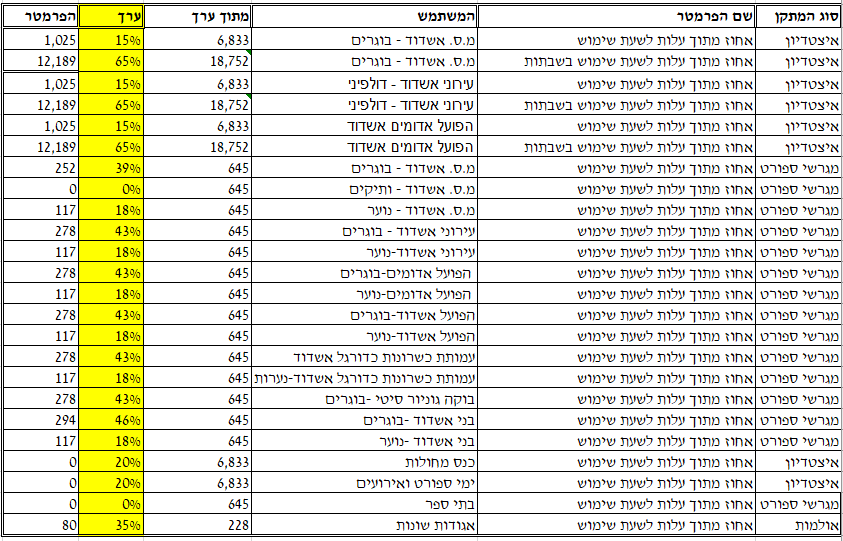 סוג המתקן שם הפרמטר המשתמש מתוך ערך ערך הפרמטר
איצטדיון אחוז מתוך עלות לשעת שימוש מ.ס. אשדוד - בוגרים 6,833 15% 1,025
איצטדיון אחוז מתוך עלות לשעת שימוש בשבתות מ.ס. אשדוד - בוגרים 18,752 65% 12,189
איצטדיון אחוז מתוך עלות לשעת שימוש עירוני אשדוד - דולפיני 6,833 15% 1,025
איצטדיון אחוז מתוך עלות לשעת שימוש בשבתות עירוני אשדוד - דולפיני 18,752 65% 12,189
איצטדיון אחוז מתוך עלות לשעת שימוש הפועל אדומים אשדוד 6,833 15% 1,025
איצטדיון אחוז מתוך עלות לשעת שימוש בשבתות הפועל אדומים אשדוד 18,752 65% 12,189
מגרשי ספורט אחוז מתוך עלות לשעת שימוש מ.ס. אשדוד - בוגרים 645 39% 252
מגרשי ספורט אחוז מתוך עלות לשעת שימוש מ.ס. אשדוד - ותיקים 645 0% 0
מגרשי ספורט אחוז מתוך עלות לשעת שימוש מ.ס. אשדוד - נוער 645 18% 117
מגרשי ספורט אחוז מתוך עלות לשעת שימוש עירוני אשדוד - בוגרים 645 43% 278
מגרשי ספורט אחוז מתוך עלות לשעת שימוש עירוני אשדוד-נוער 645 18% 117
מגרשי ספורט אחוז מתוך עלות לשעת שימוש הפועל אדומים-בוגרים 645 43% 278
מגרשי ספורט אחוז מתוך עלות לשעת שימוש הפועל אדומים-נוער 645 18% 117
מגרשי ספורט אחוז מתוך עלות לשעת שימוש הפועל אשדוד-בוגרים 645 43% 278
מגרשי ספורט אחוז מתוך עלות לשעת שימוש הפועל אשדוד-נוער 645 18% 117
מגרשי ספורט אחוז מתוך עלות לשעת שימוש עמותת כשרונות כדורגל אשדוד 645 43% 278
מגרשי ספורט אחוז מתוך עלות לשעת שימוש עמותת כשרונות כדורגל אשדוד-נערות 645 18% 117
מגרשי ספורט אחוז מתוך עלות לשעת שימוש בוקה גוניור סיטי -בוגרים 645 43% 278
מגרשי ספורט אחוז מתוך עלות לשעת שימוש בני אשדוד -בוגרים 645 46% 294
מגרשי ספורט אחוז מתוך עלות לשעת שימוש בני אשדוד -נוער 645 18% 117
איצטדיון אחוז מתוך עלות לשעת שימוש כנס מחולות 6,833 20% 0
איצטדיון אחוז מתוך עלות לשעת שימוש ימי ספורט ואירועים 6,833 20% 0
מגרשי ספורט אחוז מתוך עלות לשעת שימוש בתי ספר 645 0% 0
אולמות אחוז מתוך עלות לשעת שימוש אגודות שונות 228 35% 80